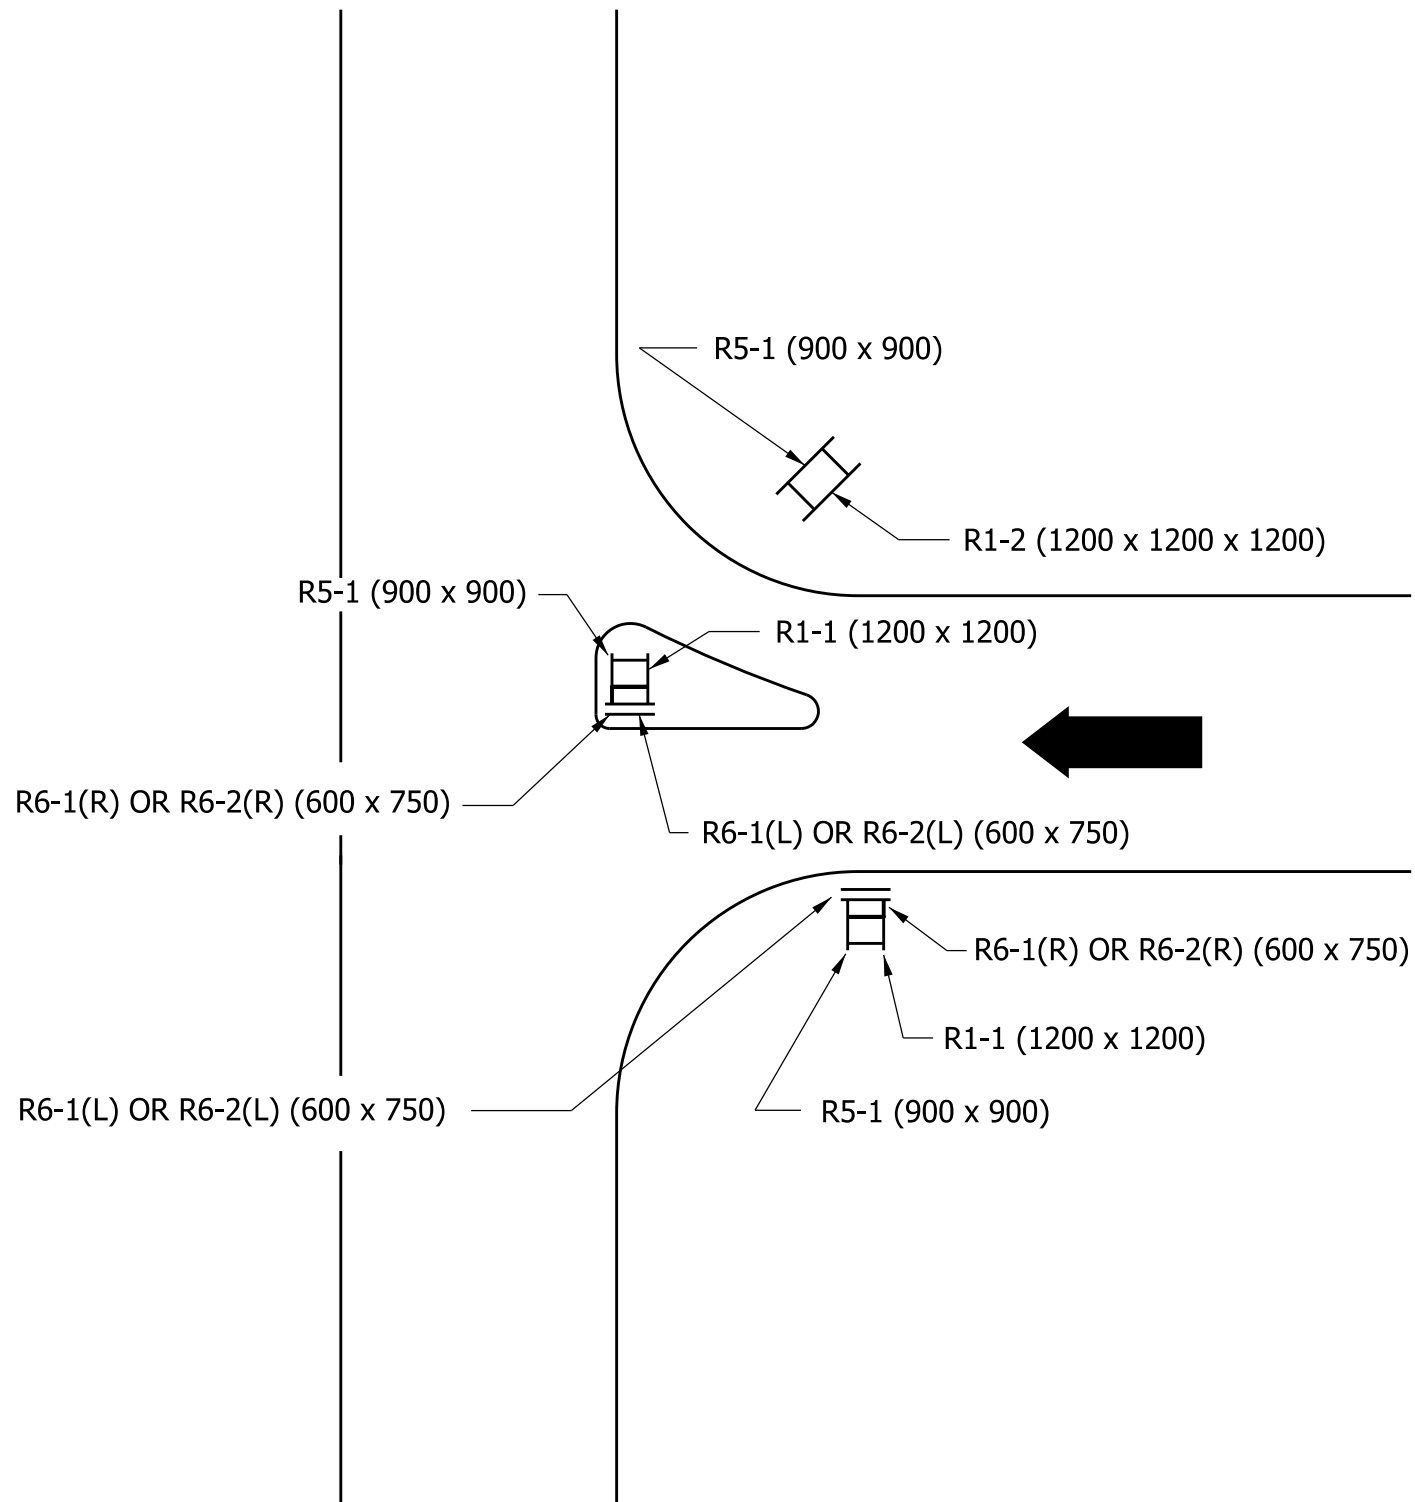 R5-1 (900 x 900)
R1-2 (1200 x 1200 x 1200)
R5-1 (900 x 900)
R1-1 (1200 x 1200)
R6-1(R) OR R6-2(R) (600 x 750)
R6-1(L) OR R6-2(L) (600 x 750)
R6-1(R) OR R6-2(R) (600 x 750)
R1-1 (1200 x 1200)
R6-1(L) OR R6-2(L) (600 x 750)
R5-1 (900 x 900)